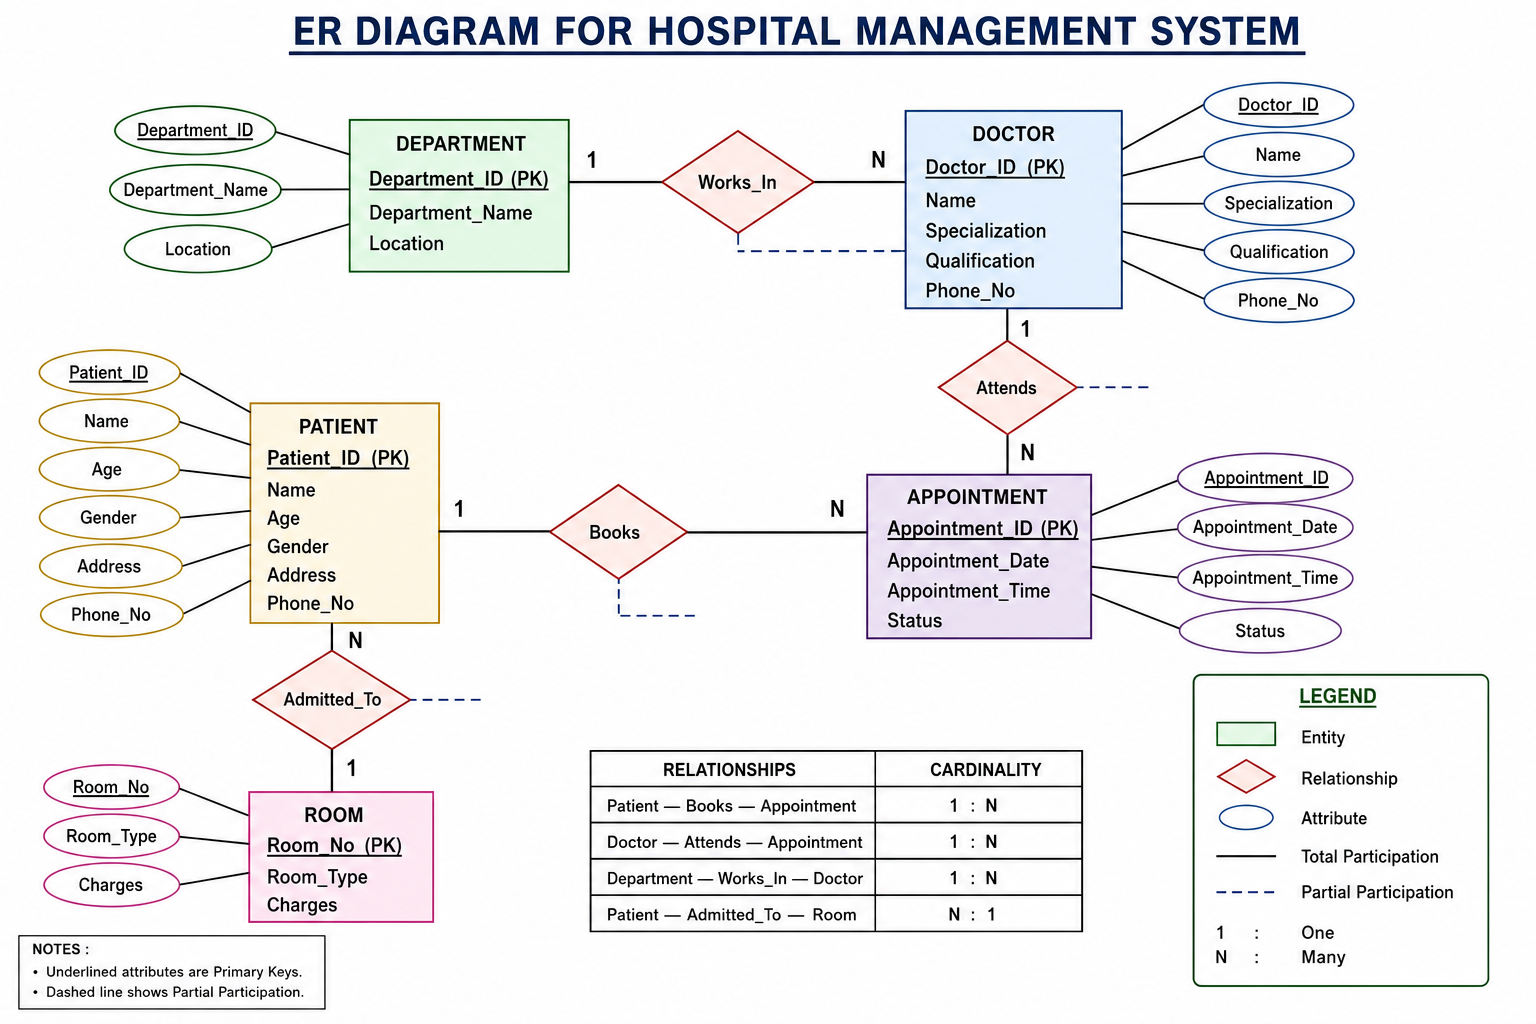 ER DIAGRAM FOR HOSPITAL MANAGEMENT SYSTEM
Department_ID
Department_Name
Location
DEPARTMENT
Department_ID (PK)
Department_Name
Location
1
Works_In
N
DOCTOR
Doctor_ID (PK)
Name
Specialization
Qualification
Phone_No
Doctor_ID
Name
Specialization
Qualification
Phone_No
1
Attends
N
Patient_ID
Name
Age
Gender
Address
Phone_No
PATIENT
Patient_ID (PK)
Name
Age
Gender
Address
Phone_No
1
Books
N
APPOINTMENT
Appointment_ID (PK)
Appointment_Date
Appointment_Time
Status
Appointment_ID
Appointment_Date
Appointment_Time
Status
N
Admitted_To
1
Room_No
Room_Type
Charges
ROOM
Room_No (PK)
Room_Type
Charges
RELATIONSHIPS CARDINALITY
Patient — Books — Appointment 1 : N
Doctor — Attends — Appointment 1 : N
Department — Works_In — Doctor 1 : N
Patient — Admitted_To — Room N : 1
LEGEND
Entity
Relationship
Attribute
Total Participation
Partial Participation
1 : One
N : Many
NOTES :
• Underlined attributes are Primary Keys.
• Dashed line shows Partial Participation.